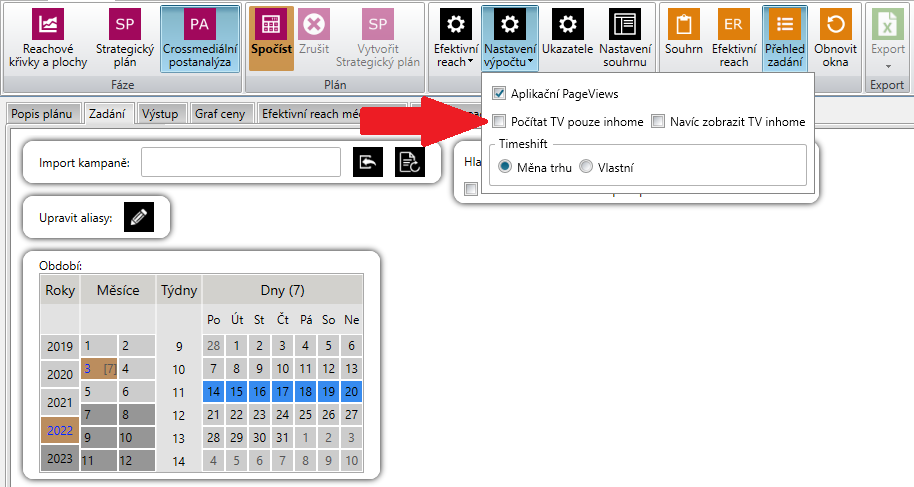 SP
PA
SP
ER
Reachové
křivky a plochy
Strategický
plán
Crossmediální
postanalýza
Spočíst
Zrušit
Vytvořit
Strategický plán
Efektivní
reach
Nastavení
výpočtu
Ukazatele
Nastavení
souhrnu
Souhrn
Efektivní
reach
Přehled
zadání
Obnovit
okna
Export
Fáze
Plán
Export
Aplikační PageViews
Počítat TV pouze inhome
Navíc zobrazit TV inhome
Timeshift
Měna trhu
Vlastní
Popis plánu
Zadání
Výstup
Graf ceny
Efektivní reach
Import kampaně:
Upravit aliasy:
Období:
Roky Měsíce Týdny Dny (7)
Po Út St Čt Pá So Ne
2019
2020
2021
2022
2023
1 2
3 [7] 4
5 6
7 8
9 10
11 12
9 28 1 2 3 4 5 6
10 7 8 9 10 11 12 13
11 14 15 16 17 18 19 20
12 21 22 23 24 25 26 27
13 28 29 30 31 1 2 3
14 4 5 6 7 8 9 10